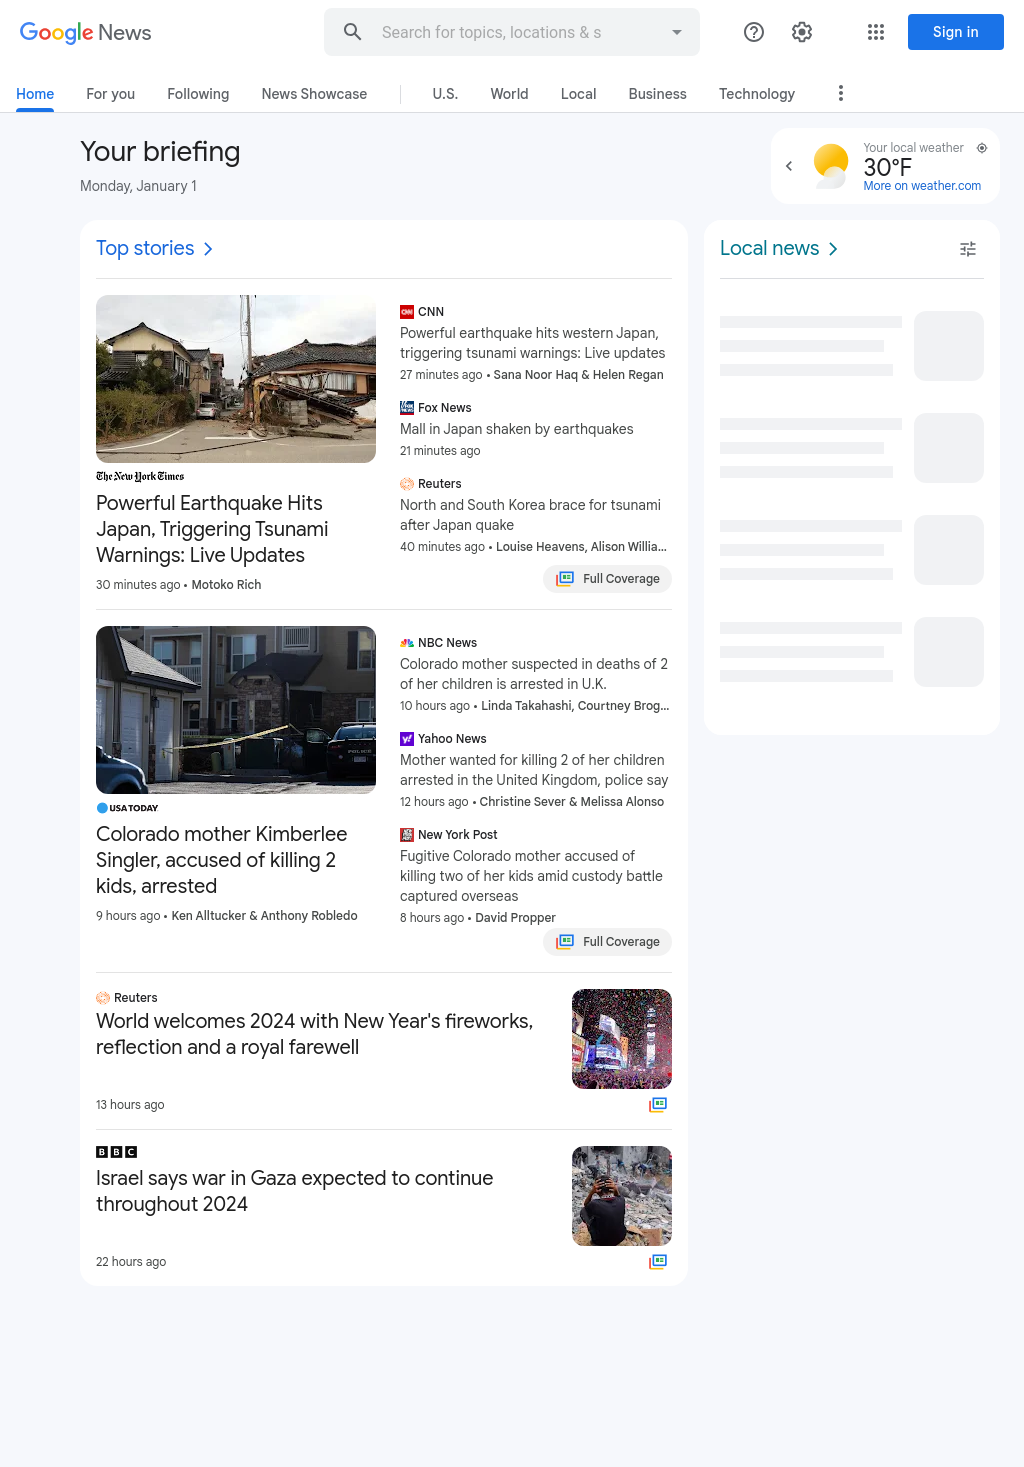 Google News
Search for topics, locations & s
Sign in
Home
For you
Following
News Showcase
U.S.
World
Local
Business
Technology
Your briefing
Monday, January 1
Your local weather
30°F
More on weather.com
Top stories
The New York Times
Powerful Earthquake Hits
Japan, Triggering Tsunami
Warnings: Live Updates
30 minutes ago • Motoko Rich
CNN
Powerful earthquake hits western Japan,
triggering tsunami warnings: Live updates
27 minutes ago • Sana Noor Haq & Helen Regan
Fox News
Mall in Japan shaken by earthquakes
21 minutes ago
Reuters
North and South Korea brace for tsunami
after Japan quake
40 minutes ago • Louise Heavens, Alison Willia...
Full Coverage
POLICE
USA TODAY
Colorado mother Kimberlee
Singler, accused of killing 2
kids, arrested
9 hours ago • Ken Alltucker & Anthony Robledo
NBC News
Colorado mother suspected in deaths of 2
of her children is arrested in U.K.
10 hours ago • Linda Takahashi, Courtney Brog...
Yahoo News
Mother wanted for killing 2 of her children
arrested in the United Kingdom, police say
12 hours ago • Christine Sever & Melissa Alonso
New York Post
Fugitive Colorado mother accused of
killing two of her kids amid custody battle
captured overseas
8 hours ago • David Propper
Full Coverage
Reuters
World welcomes 2024 with New Year's fireworks,
reflection and a royal farewell
13 hours ago
BBC
Israel says war in Gaza expected to continue
throughout 2024
22 hours ago
Local news